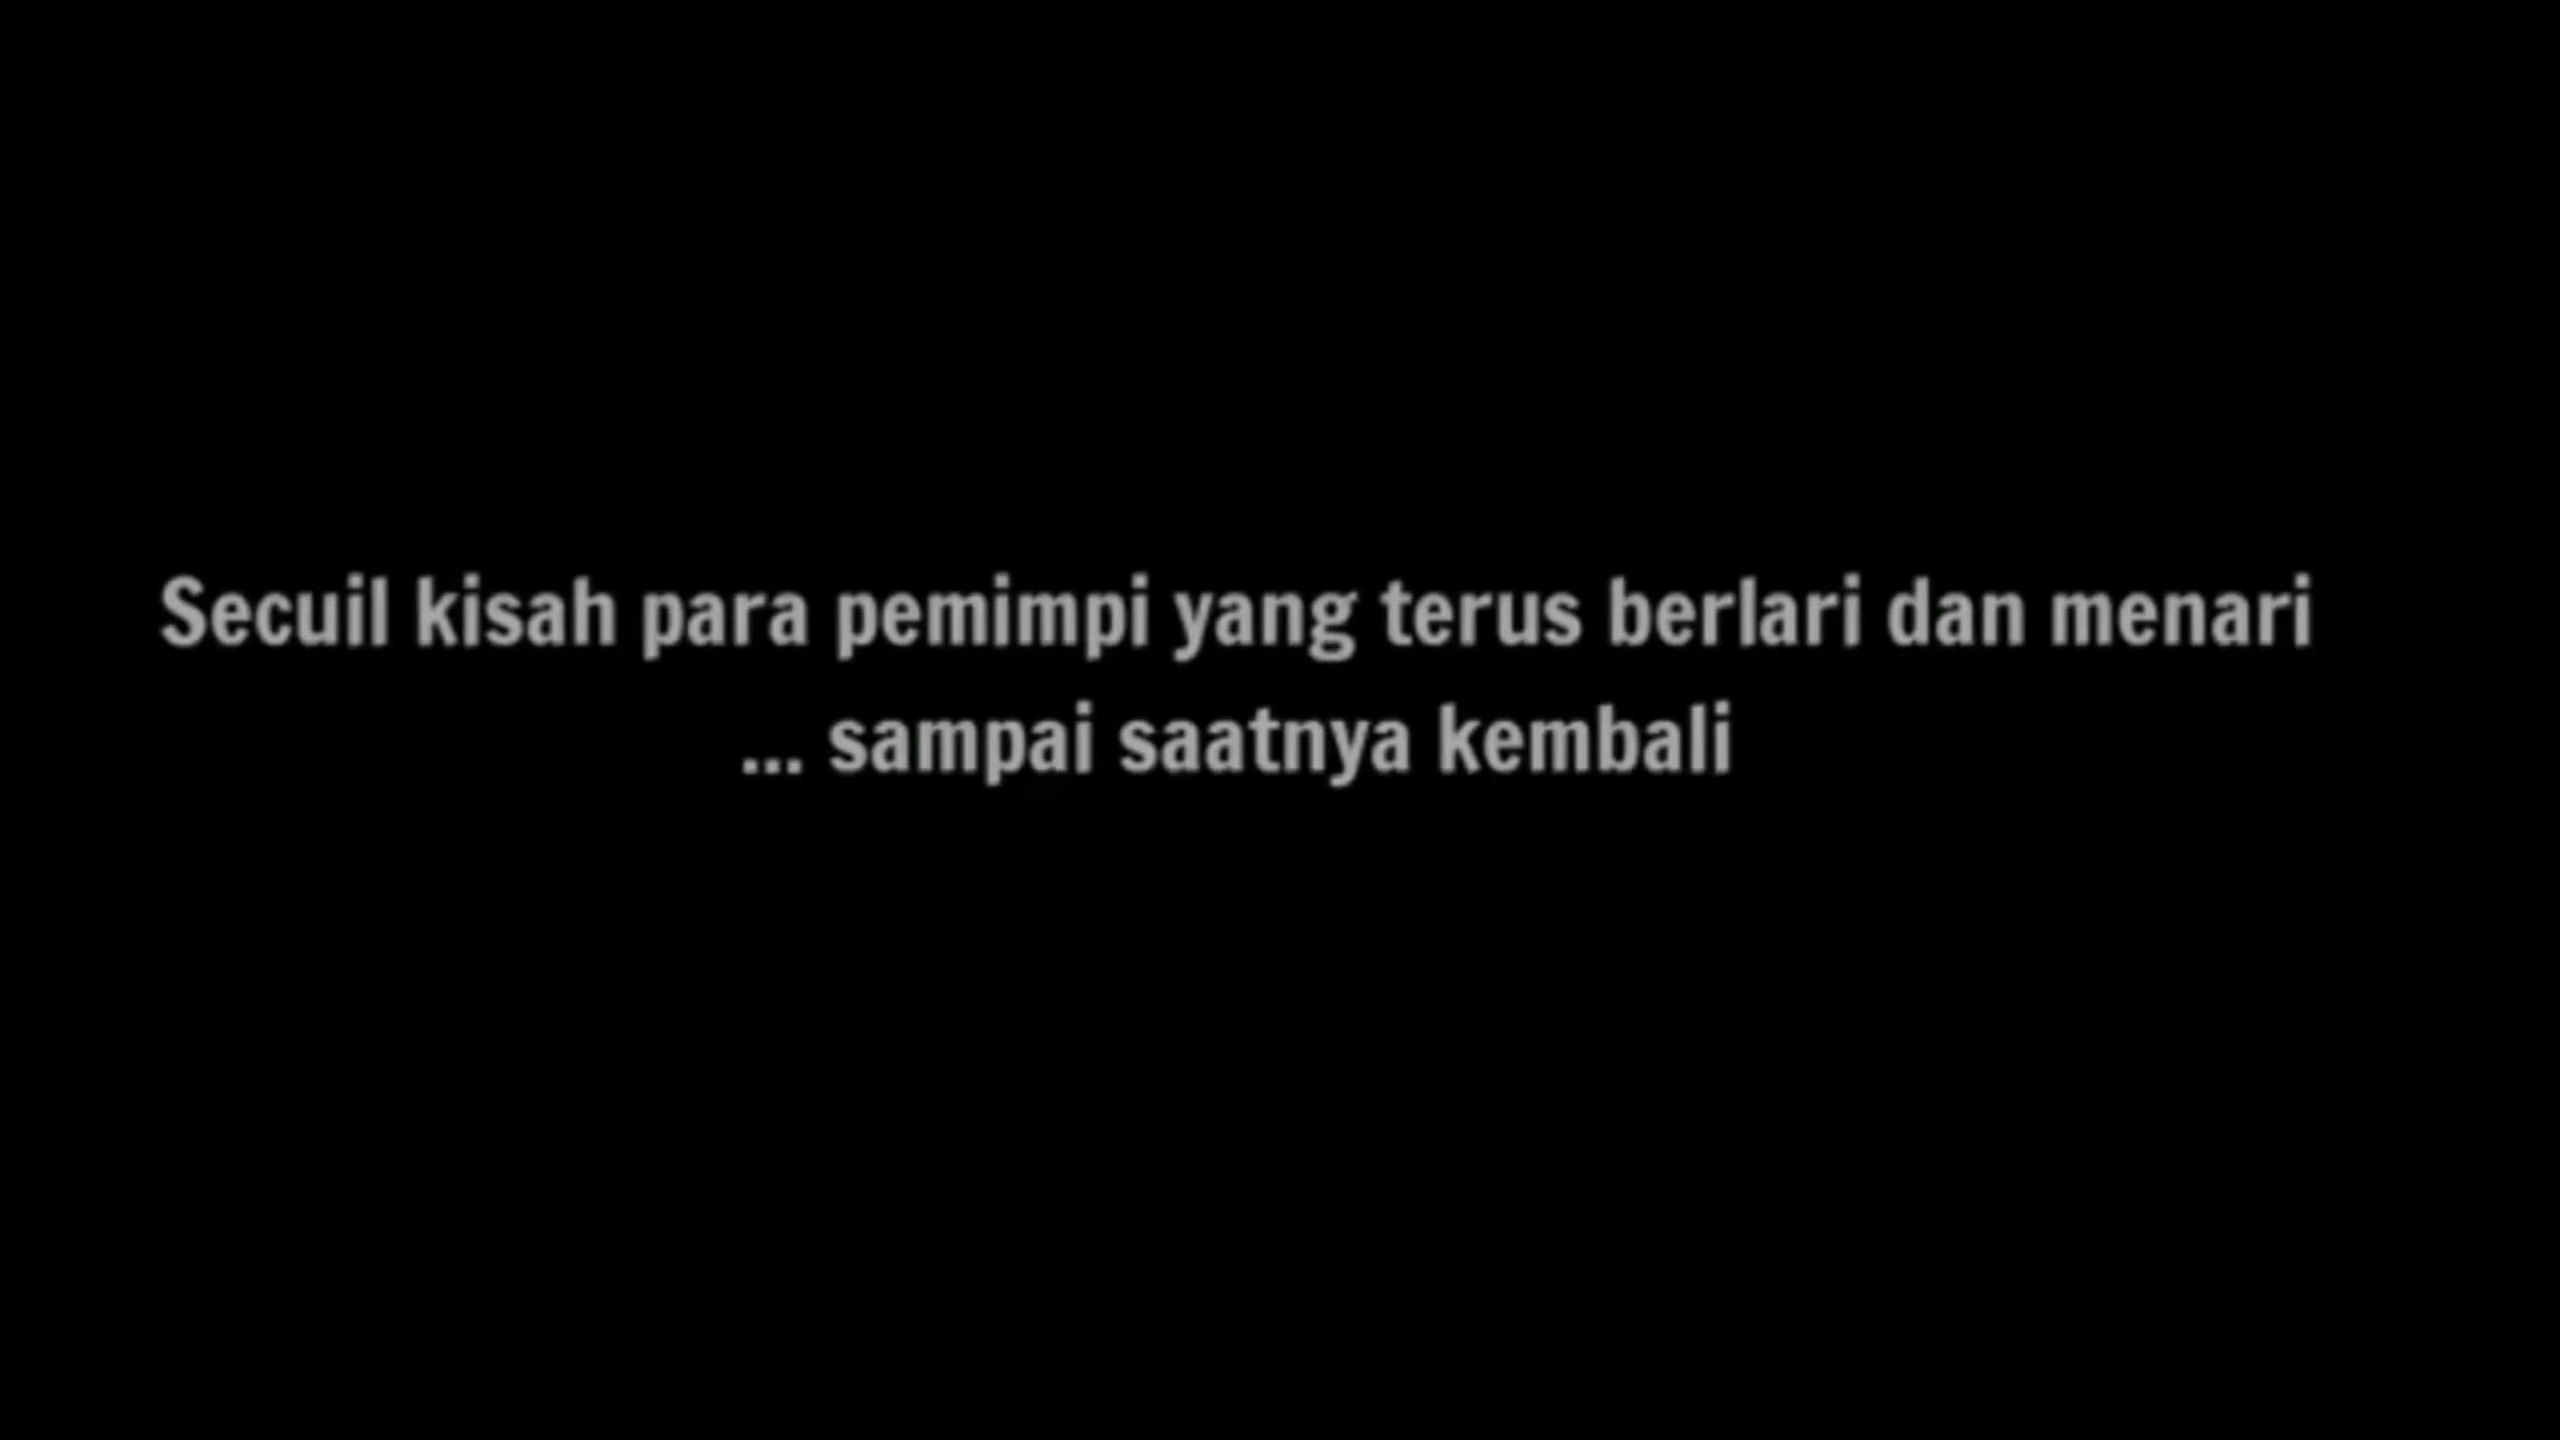 Secuil kisah para pemimpi yang terus berlari dan menari
... sampai saatnya kembali